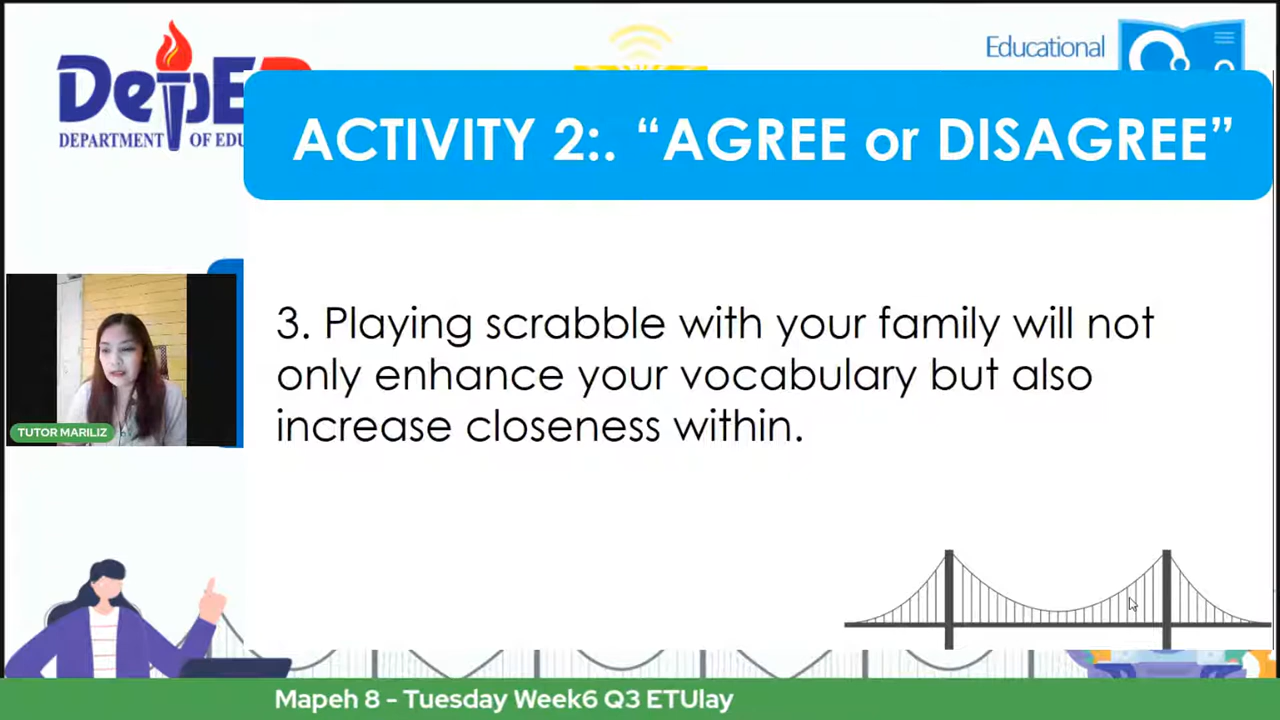 DepED
DEPARTMENT OF EDU
Educational
ACTIVITY 2:. “AGREE or DISAGREE”
3. Playing scrabble with your family will not
only enhance your vocabulary but also
increase closeness within.
TUTOR MARILIZ
Mapeh 8 - Tuesday Week6 Q3 ETUlay